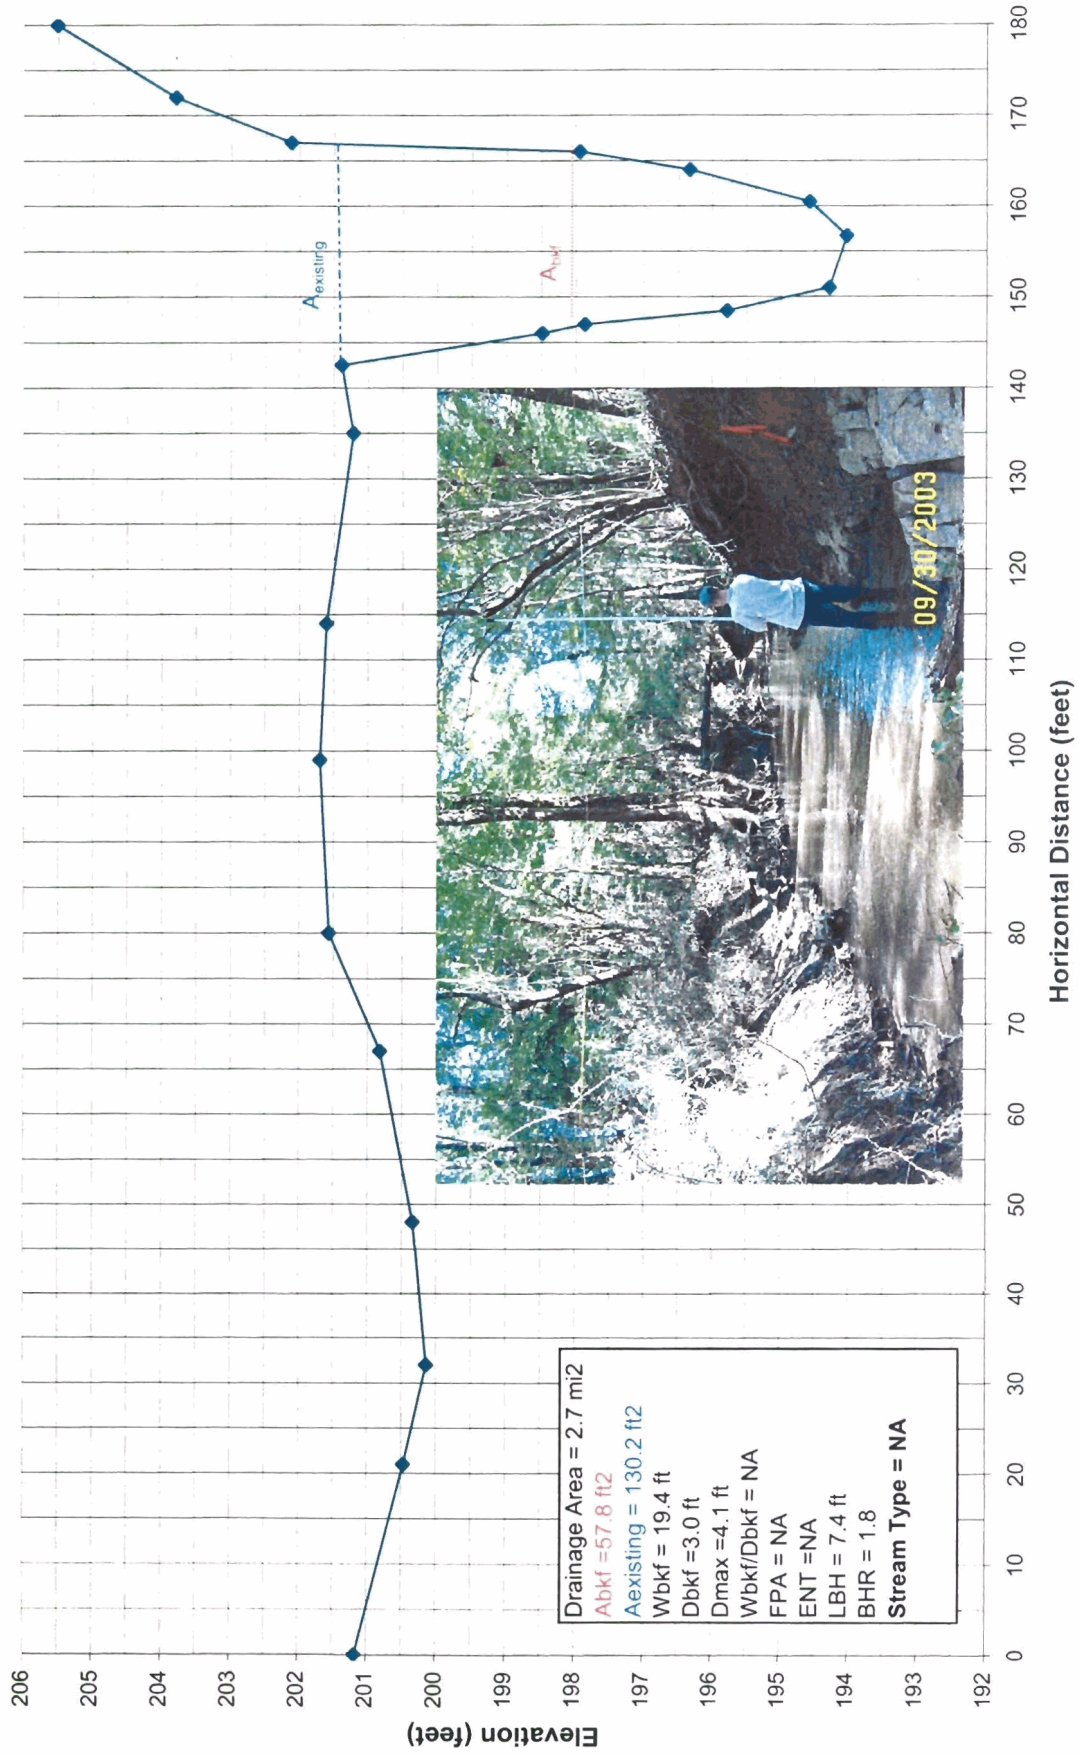 Elevation (feet)
206
205
204
203
202
201
200
199
198
197
196
195
194
193
192
A existing
A bkf
Drainage Area = 2.7 mi2
Abkf =57.8 ft2
Aexisting = 130.2 ft2
Wbkf = 19.4 ft
Dbkf =3.0 ft
Dmax =4.1 ft
Wbkf/Dbkf = NA
FPA = NA
ENT =NA
LBH = 7.4 ft
BHR = 1.8
Stream Type = NA
09/30/2003
0 10 20 30 40 50 60 70 80 90 100 110 120 130 140 150 160 170 180
Horizontal Distance (feet)